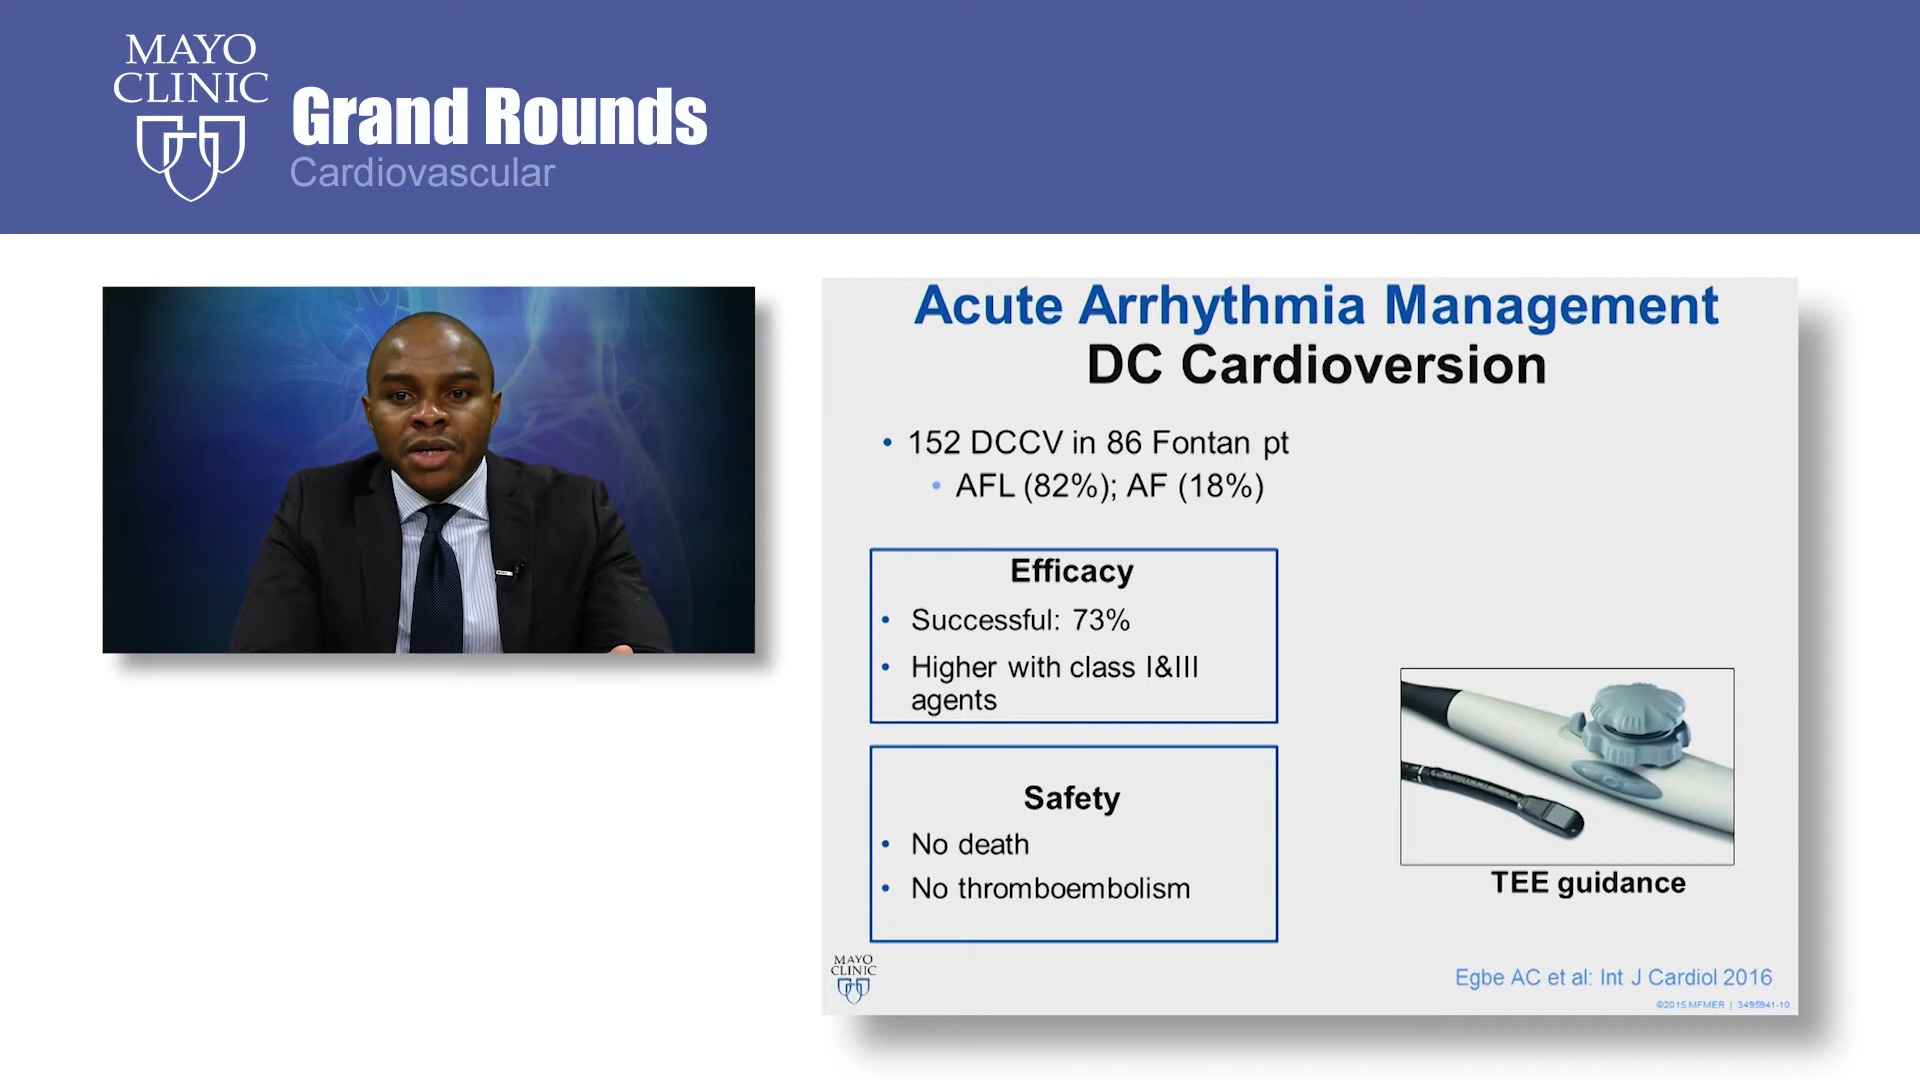 MAYO
CLINIC
Grand Rounds
Cardiovascular
Acute Arrhythmia Management
DC Cardioversion
• 152 DCCV in 86 Fontan pt
• AFL (82%); AF (18%)
Efficacy
• Successful: 73%
• Higher with class I&III
agents
Safety
• No death
• No thromboembolism
TEE guidance
MAYO
CLINIC
Egbe AC et al: Int J Cardiol 2016
©2015 MFMER | 3495941-10